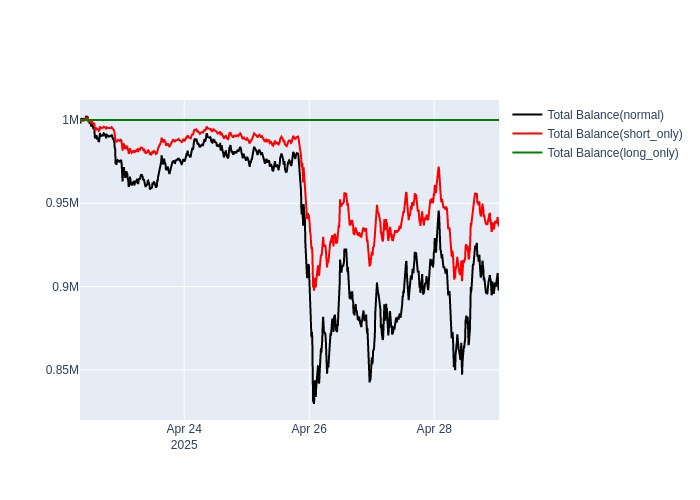 1M
0.95M
0.9M
0.85M
Apr 24
2025
Apr 26
Apr 28
Total Balance(normal)
Total Balance(short_only)
Total Balance(long_only)